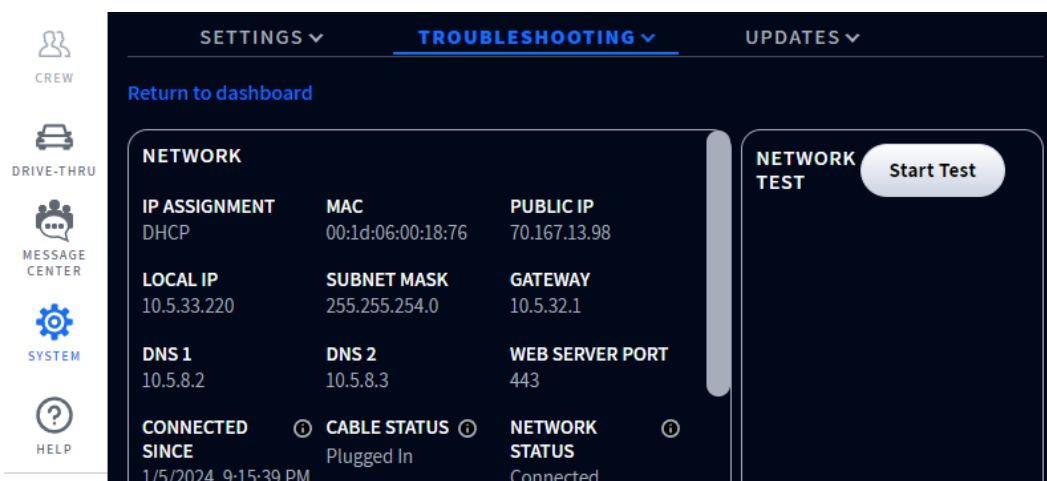 CREW
DRIVE-THRU
MESSAGE
CENTER
SYSTEM
HELP
SETTINGS
TROUBLESHOOTING
UPDATES
Return to dashboard
NETWORK
IP ASSIGNMENT
DHCP
MAC
00:1d:06:00:18:76
PUBLIC IP
70.167.13.98
LOCAL IP
10.5.33.220
SUBNET MASK
255.255.254.0
GATEWAY
10.5.32.1
DNS 1
10.5.8.2
DNS 2
10.5.8.3
WEB SERVER PORT
443
CONNECTED
SINCE
1/5/2024, 9:15:39 PM
CABLE STATUS
Plugged In
NETWORK
STATUS
Connected
NETWORK
TEST
Start Test